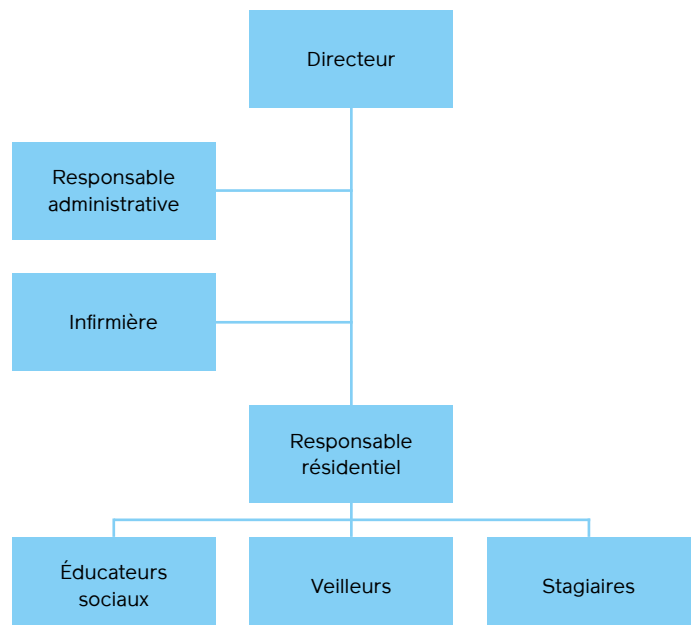 Directeur
Responsable
administrative
Infirmière
Responsable
résidentiel
Éducateurs
sociaux
Veilleurs
Stagiaires